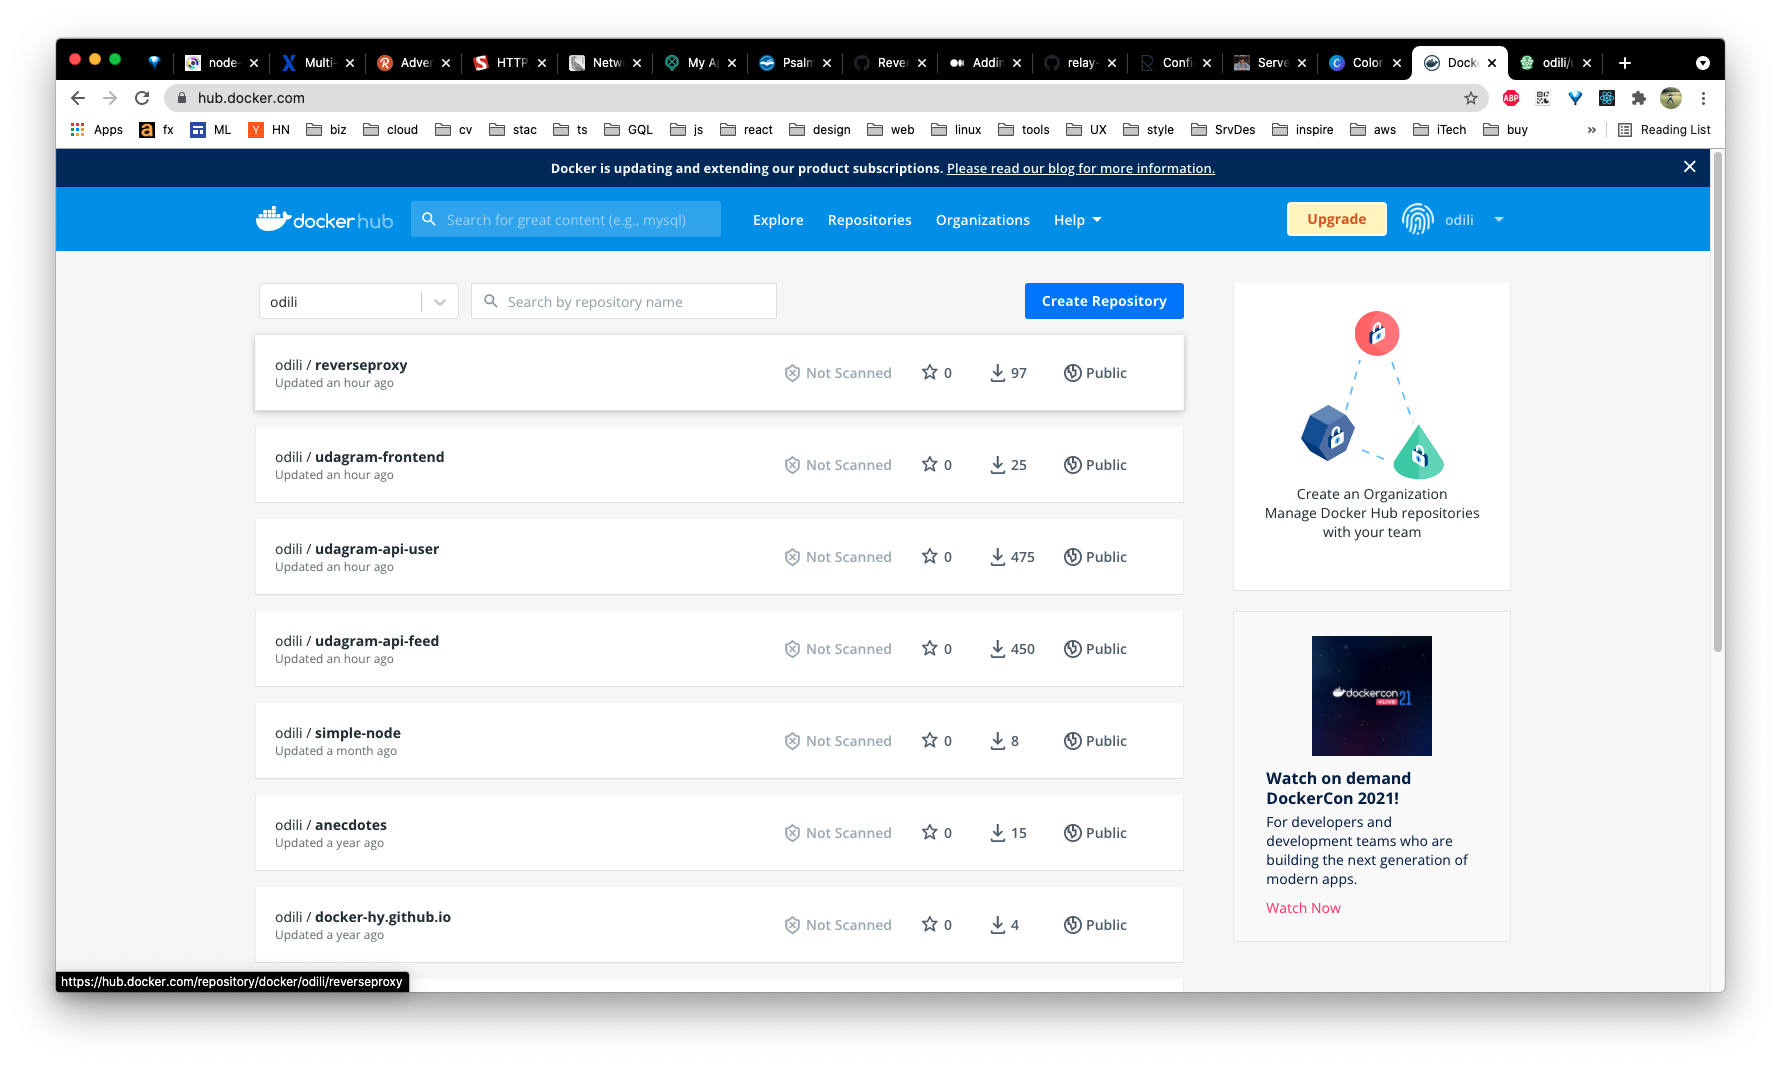 node-
Multi-
Adver
HTTP
Netw
My Ap
Psalm
Rever
Addin
relay-
Confi
Serve
Color
Dock
odili/u
hub.docker.com
ABP
Apps
fx
ML
HN
biz
cloud
cv
stac
ts
GQL
js
react
design
web
linux
tools
UX
style
SrvDes
inspire
aws
iTech
buy
»
Reading List
Docker is updating and extending our product subscriptions. Please read our blog for more information.
docker hub
Search for great content (e.g., mysql)
Explore
Repositories
Organizations
Help
Upgrade
odili
odili
Search by repository name
Create Repository
odili / reverseproxy
Updated an hour ago
Not Scanned
0
97
Public
odili / udagram-frontend
Updated an hour ago
Not Scanned
0
25
Public
odili / udagram-api-user
Updated an hour ago
Not Scanned
0
475
Public
odili / udagram-api-feed
Updated an hour ago
Not Scanned
0
450
Public
odili / simple-node
Updated a month ago
Not Scanned
0
8
Public
odili / anecdotes
Updated a year ago
Not Scanned
0
15
Public
odili / docker-hy.github.io
Updated a year ago
Not Scanned
0
4
Public
Create an Organization
Manage Docker Hub repositories
with your team
dockercon
LIVE
21
Watch on demand
DockerCon 2021!
For developers and
development teams who are
building the next generation of
modern apps.
Watch Now
https://hub.docker.com/repository/docker/odili/reverseproxy